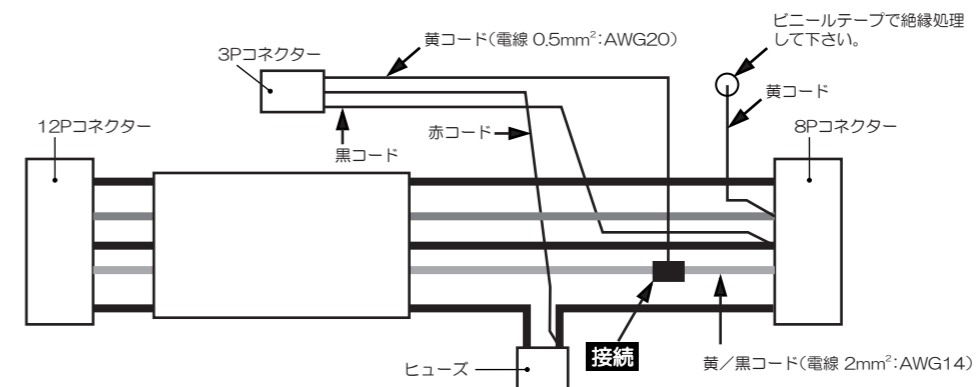 ビニールテープで絶縁処理
して下さい。
黄コード(電線 0.5mm²:AWG20)
3Pコネクター
黄コード
12Pコネクター
赤コード
8Pコネクター
黒コード
接続
ヒューズ
黄/黒コード(電線 2mm²:AWG14)